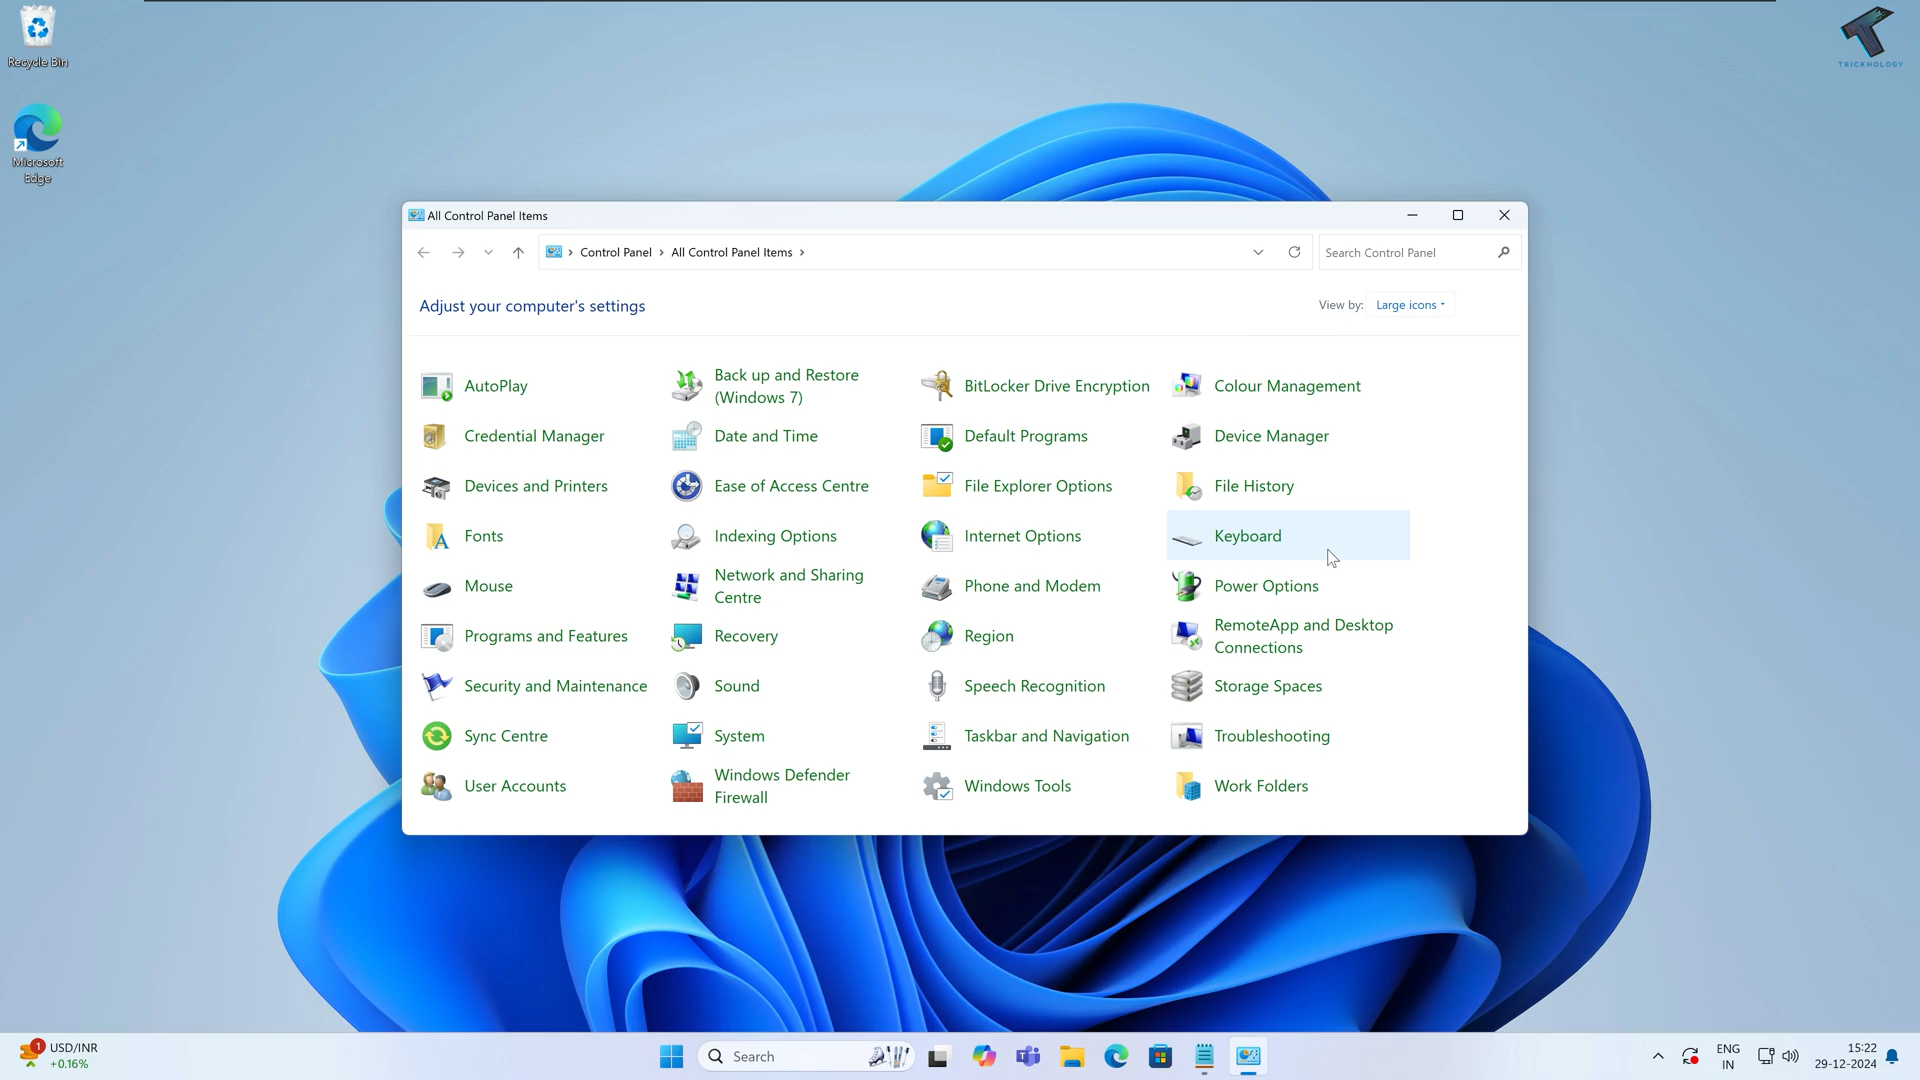 Recycle Bin
Microsoft
Edge
TRICKNOLOGY
All Control Panel Items
Control Panel
All Control Panel Items
Search Control Panel
Adjust your computer's settings
View by:
Large icons
AutoPlay
Back up and Restore
(Windows 7)
BitLocker Drive Encryption
Colour Management
Credential Manager
Date and Time
Default Programs
Device Manager
Devices and Printers
Ease of Access Centre
File Explorer Options
File History
Fonts
Indexing Options
Internet Options
Keyboard
Mouse
Network and Sharing
Centre
Phone and Modem
Power Options
Programs and Features
Recovery
Region
RemoteApp and Desktop
Connections
Security and Maintenance
Sound
Speech Recognition
Storage Spaces
Sync Centre
System
Taskbar and Navigation
Troubleshooting
User Accounts
Windows Defender
Firewall
Windows Tools
Work Folders
1
USD/INR
+0.16%
Search
ENG
IN
15:22
29-12-2024